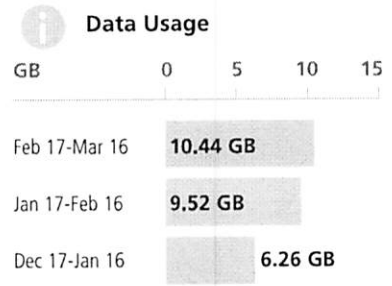 Data Usage
GB 0 5 10 15
Feb 17-Mar 16 10.44 GB
Jan 17-Feb 16 9.52 GB
Dec 17-Jan 16 6.26 GB